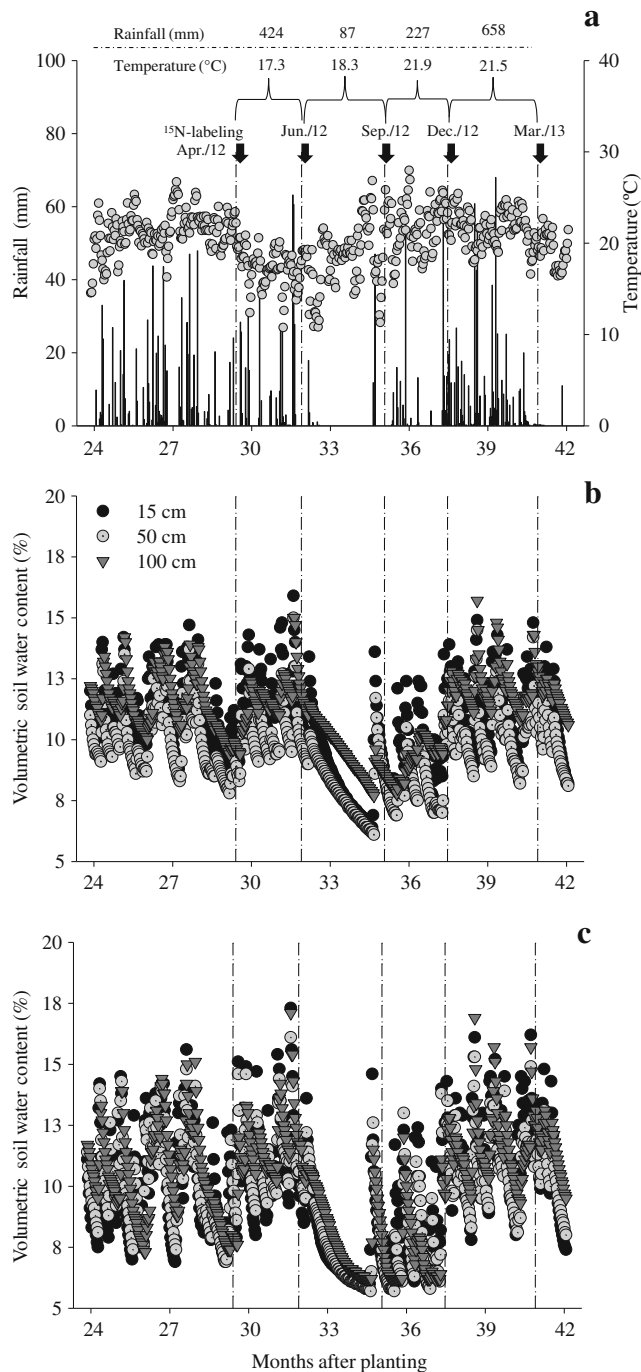 a
Rainfall (mm) 424 87 227 658
Temperature (°C) 17.3 18.3 21.9 21.5
100 40
¹⁵N-labeling
Apr./12 Jun./12 Sep./12 Dec./12 Mar./13
80
30
60
20
40
10
20
0 0
Rainfall (mm)
Temperature (°C)
24 27 30 33 36 39 42
b
20
18
15
13
10
8
5
Volumetric soil water content (%)
15 cm
50 cm
100 cm
24 27 30 33 36 39 42
c
20
18
15
13
10
8
5
Volumetric soil water content (%)
24 27 30 33 36 39 42
Months after planting